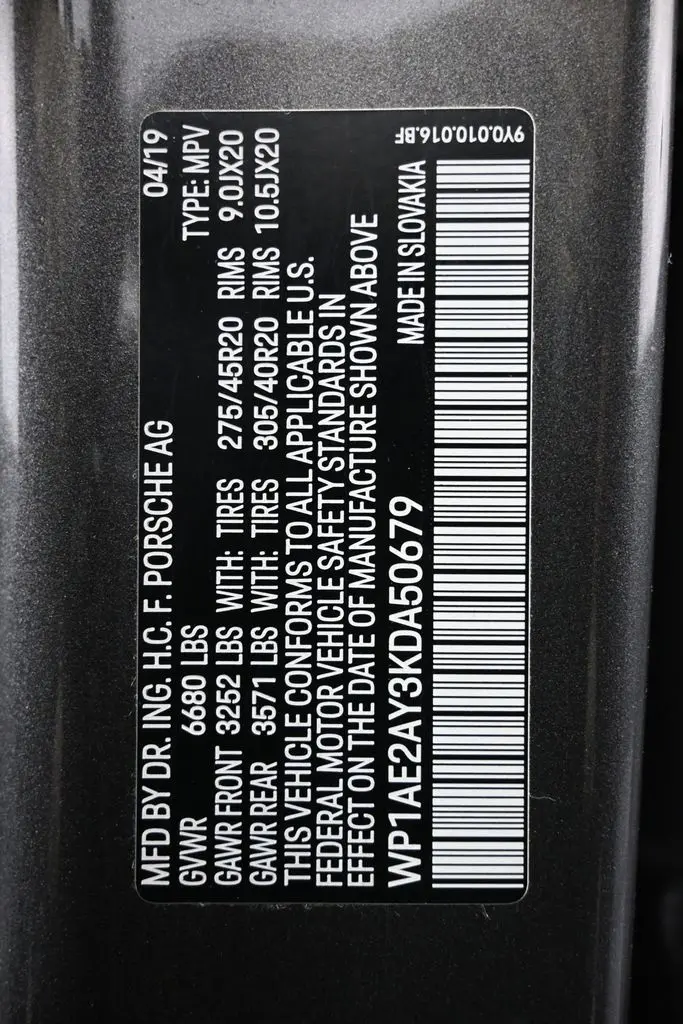 MFD BY DR. ING. H.C. F. PORSCHE AG 04/19
GVWR 6680 LBS TYPE: MPV
GAWR FRONT 3252 LBS WITH: TIRES 275/45R20 RIMS 9.0JX20
GAWR REAR 3571 LBS WITH: TIRES 305/40R20 RIMS 10.5JX20
THIS VEHICLE CONFORMS TO ALL APPLICABLE U.S.
FEDERAL MOTOR VEHICLE SAFETY STANDARDS IN
EFFECT ON THE DATE OF MANUFACTURE SHOWN ABOVE
WP1AE2AY3KDA50679 MADE IN SLOVAKIA
9Y0.010.016.BF